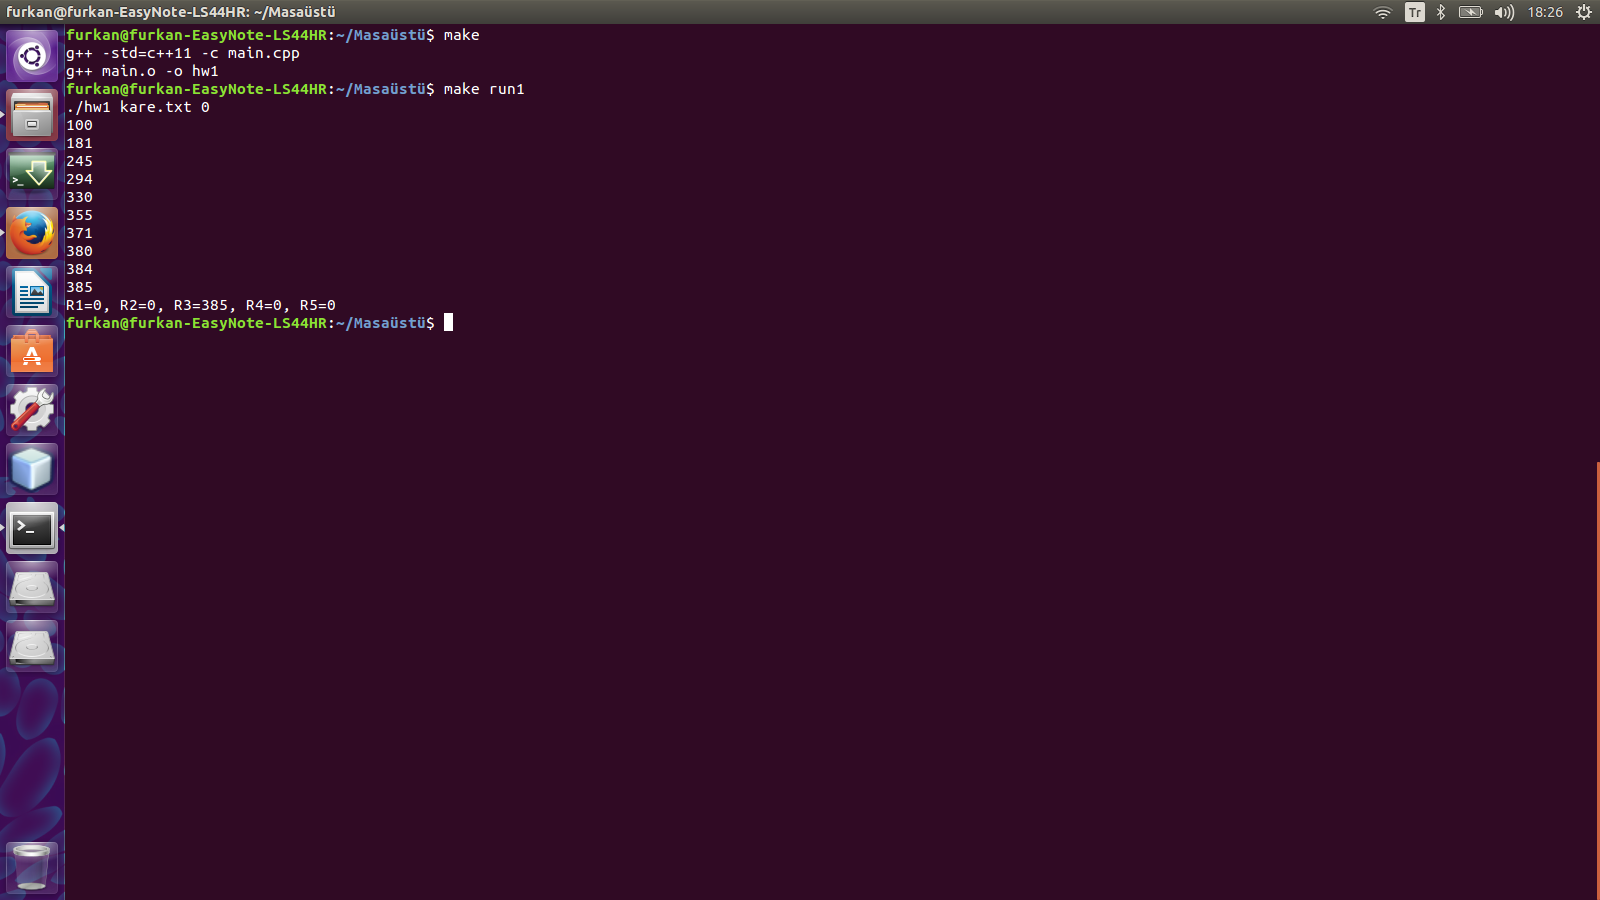 furkan@furkan-EasyNote-LS44HR: ~/Masaüstü
Tr
18:26
furkan@furkan-EasyNote-LS44HR:~/Masaüstü$ make
g++ -std=c++11 -c main.cpp
g++ main.o -o hw1
furkan@furkan-EasyNote-LS44HR:~/Masaüstü$ make run1
./hw1 kare.txt 0
100
181
245
294
330
355
371
380
384
385
R1=0, R2=0, R3=385, R4=0, R5=0
furkan@furkan-EasyNote-LS44HR:~/Masaüstü$